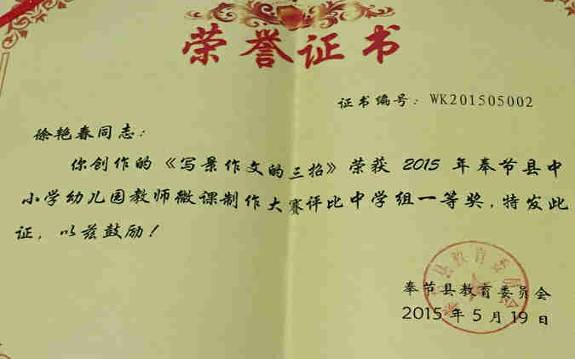 荣誉证书
证书编号：WK201505002
徐艳春同志：
你创作的《写景作文的三招》荣获 2015 年奉节县中
小学幼儿园教师微课制作大赛评比中学组一等奖，特发此
证，以兹鼓励！
奉节县教育委员会
2015 年 5 月 19 日